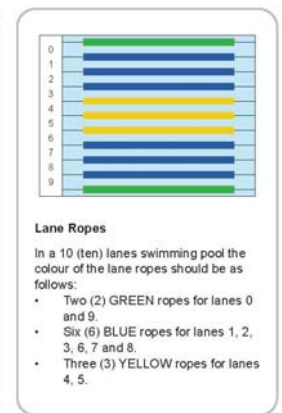 0
1
2
3
4
5
6
7
8
9
Lane Ropes
In a 10 (ten) lanes swimming pool the
colour of the lane ropes should be as
follows:
• Two (2) GREEN ropes for lanes 0
and 9.
• Six (6) BLUE ropes for lanes 1, 2,
3, 6, 7 and 8.
• Three (3) YELLOW ropes for lanes
4, 5.